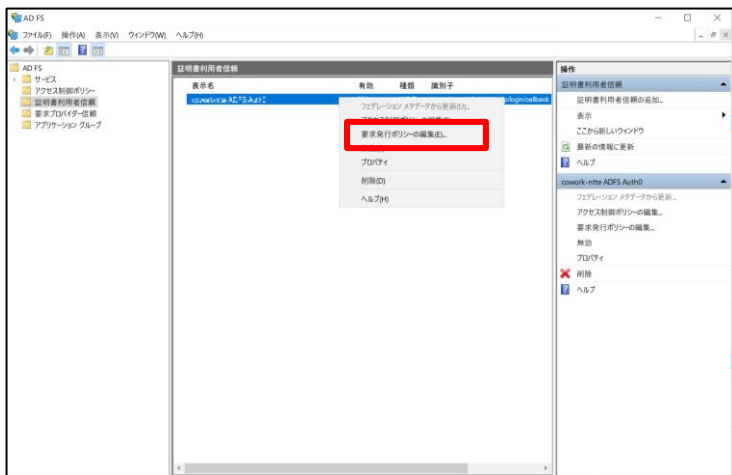 AD FS
ファイル(F) 操作(A) 表示(V) ウィンドウ(W) ヘルプ(H)
AD FS
サービス
アクセス制御ポリシー
証明書利用者信頼
要求プロバイダー信頼
アプリケーション グループ
証明書利用者信頼
表示名 有効 種類 識別子
cowork-ntte ADFS Auth0 p/login/callback
フェデレーション メタデータから更新(U)...
要求発行ポリシーの編集(E)...
プロパティ
削除(D)
ヘルプ(H)
操作
証明書利用者信頼
証明書利用者信頼の追加...
表示
ここから新しいウィンドウ
最新の情報に更新
ヘルプ
cowork-ntte ADFS Auth0
フェデレーション メタデータから更新...
アクセス制御ポリシーの編集...
要求発行ポリシーの編集...
無効
プロパティ
削除
ヘルプ